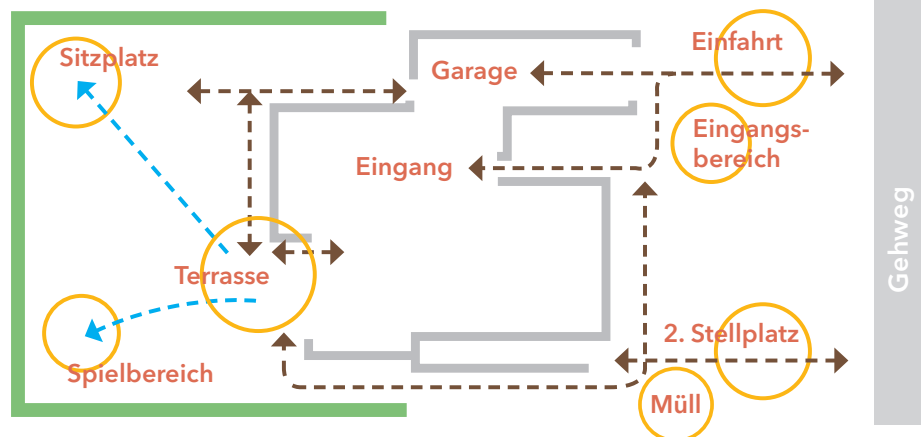 Sitzplatz
Garage
Einfahrt
Eingangs-
bereich
Eingang
Gehweg
Terrasse
2. Stellplatz
Spielbereich
Müll